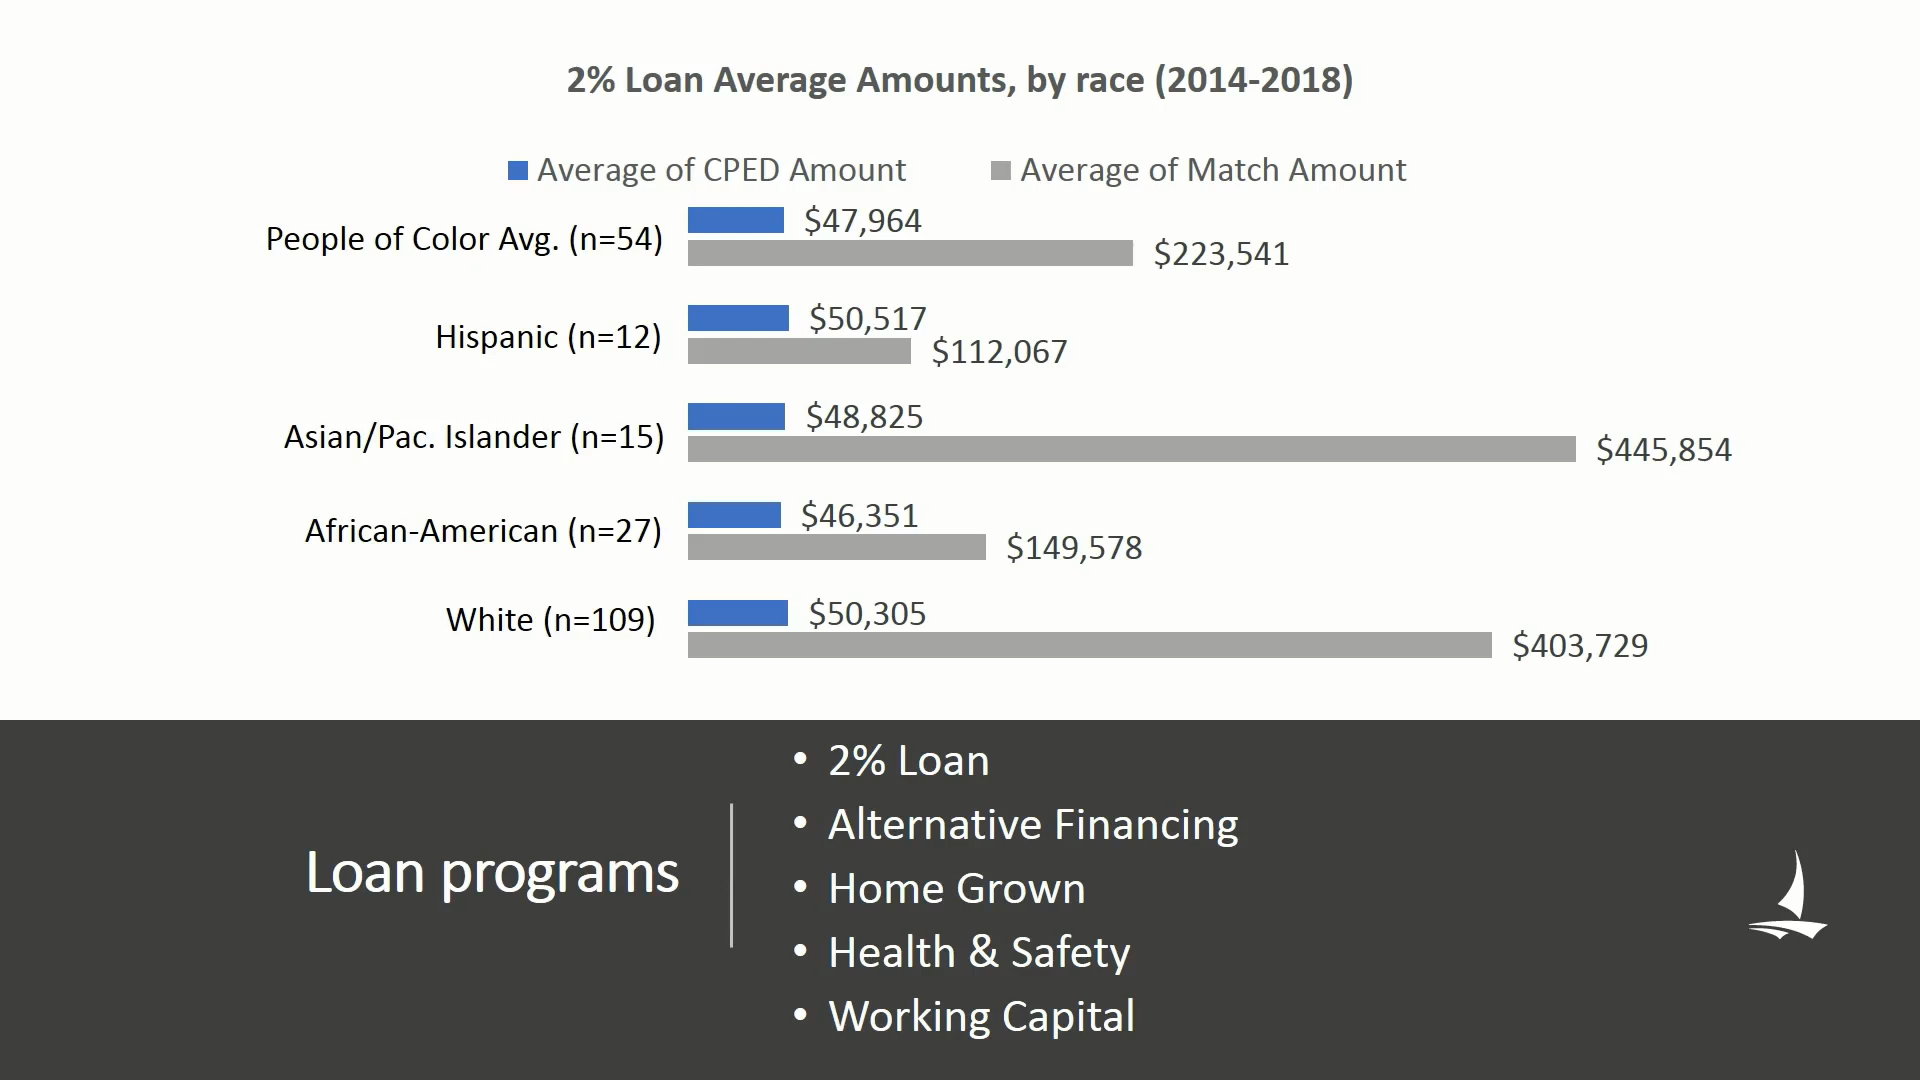 2% Loan Average Amounts, by race (2014-2018)
Average of CPED Amount Average of Match Amount
People of Color Avg. (n=54) $47,964
$223,541
Hispanic (n=12) $50,517
$112,067
Asian/Pac. Islander (n=15) $48,825
$445,854
African-American (n=27) $46,351
$149,578
White (n=109) $50,305
$403,729
Loan programs
• 2% Loan
• Alternative Financing
• Home Grown
• Health & Safety
• Working Capital